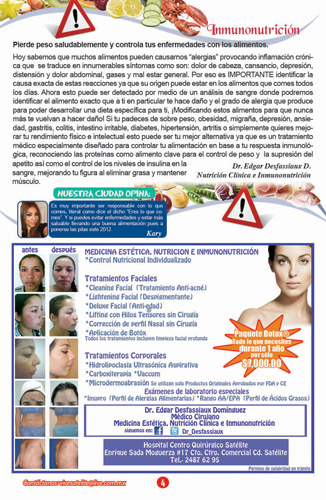 Inmunonutrición
Pierde peso saludablemente y controla tus enfermedades con los alimentos.
Hoy sabemos que muchos alimentos pueden causarnos "alergias" provocando inflamación cróni-
ca que se traduce en innumerables síntomas como son: dolor de cabeza, cansancio, depresión,
distensión y dolor abdominal, gases y mal estar general. Por eso es IMPORTANTE identificar la
causa exacta de estas reacciones ya que su origen puede estar en los alimentos que comes todos
los días. Ahora esto puede ser detectado por medio de un análisis de sangre donde podremos
identificar el alimento exacto que a ti en particular te hace daño y el grado de alergia que produce
para poder desarrollar una dieta específica para ti, ¡Modificando estos alimentos para que nunca
más te vuelvan a hacer daño! Si tu padeces de sobre peso, obesidad, migraña, depresión, ansie-
dad, gastritis, colitis, intestino irritable, diabetes, hipertensión, artritis o simplemente quieres mejo-
rar tu rendimiento físico e intelectual esto puede ser tu mejor alternativa ya que es un tratamiento
médico especialmente diseñado para controlar tu alimentación en base a tu respuesta inmunoló-
gica, reconociendo las proteínas como alimento clave para el control de peso y la supresión del
apetito así como el control de los niveles de insulina en la
sangre, mejorando tu figura al eliminar grasa y mantener
músculo.
Dr. Edgar Desfassiaux D.
Nutrición Clínica e Inmunonutrición
NUESTRA CIUDAD OPINA:
Es muy importante ser responsable con lo que
comes, literal como dice el dicho "Eres lo que co-
mes". Y si puedes evitar enfermedades y estar más
saludable llevando una buena alimentación pues a
ponerse las pilas este 2012.
Kary
antes después
MEDICINA ESTÉTICA, NUTRICION E INMUNONUTRICIÓN
*Control Nutricional Individualizado
Tratamientos Faciales
*Cleaning Facial (Tratamiento Anti-acné)
*Lightening Facial (Despigmentante)
*Deluxe Facial (Anti-edad)
*Lifting con Hilos Tensores sin Cirugía
*Corrección de perfil Nasal sin Cirugía
*Aplicación de Botox
Todos los tratamientos incluyen limpieza facial profunda
Tratamientos Corporales
*Hidrolipoclasia Ultrasónica Aspirativa
*Carboxiterapia *Vaccum
*Microdermoabrasión Se utilizan solo Productos Originales Aprobados por FDA y CE
Exámenes de laboratorio especiales
*Inmupro (Perfil de Alergias Alimentarias) *Rando AA/EPA (Perfil de Ácidos Grasos)
Paquete Botox®
Todo lo que necesites
durante 1 año
por sólo
$7,000.00
Dr. Edgar Desfassiaux Domínguez
Médico Cirujano
Medicina Estética, Nutrición Clínica e Inmunonutrición
síguenos en: Dr_Desfassiaux
Hospital Centro Quirúrgico Satélite
Enrique Sada Muguerza #17 Cto. Ctro. Comercial Cd. Satélite
Tel.- 2487 62 95
Permiso de salubridad en trámite
4